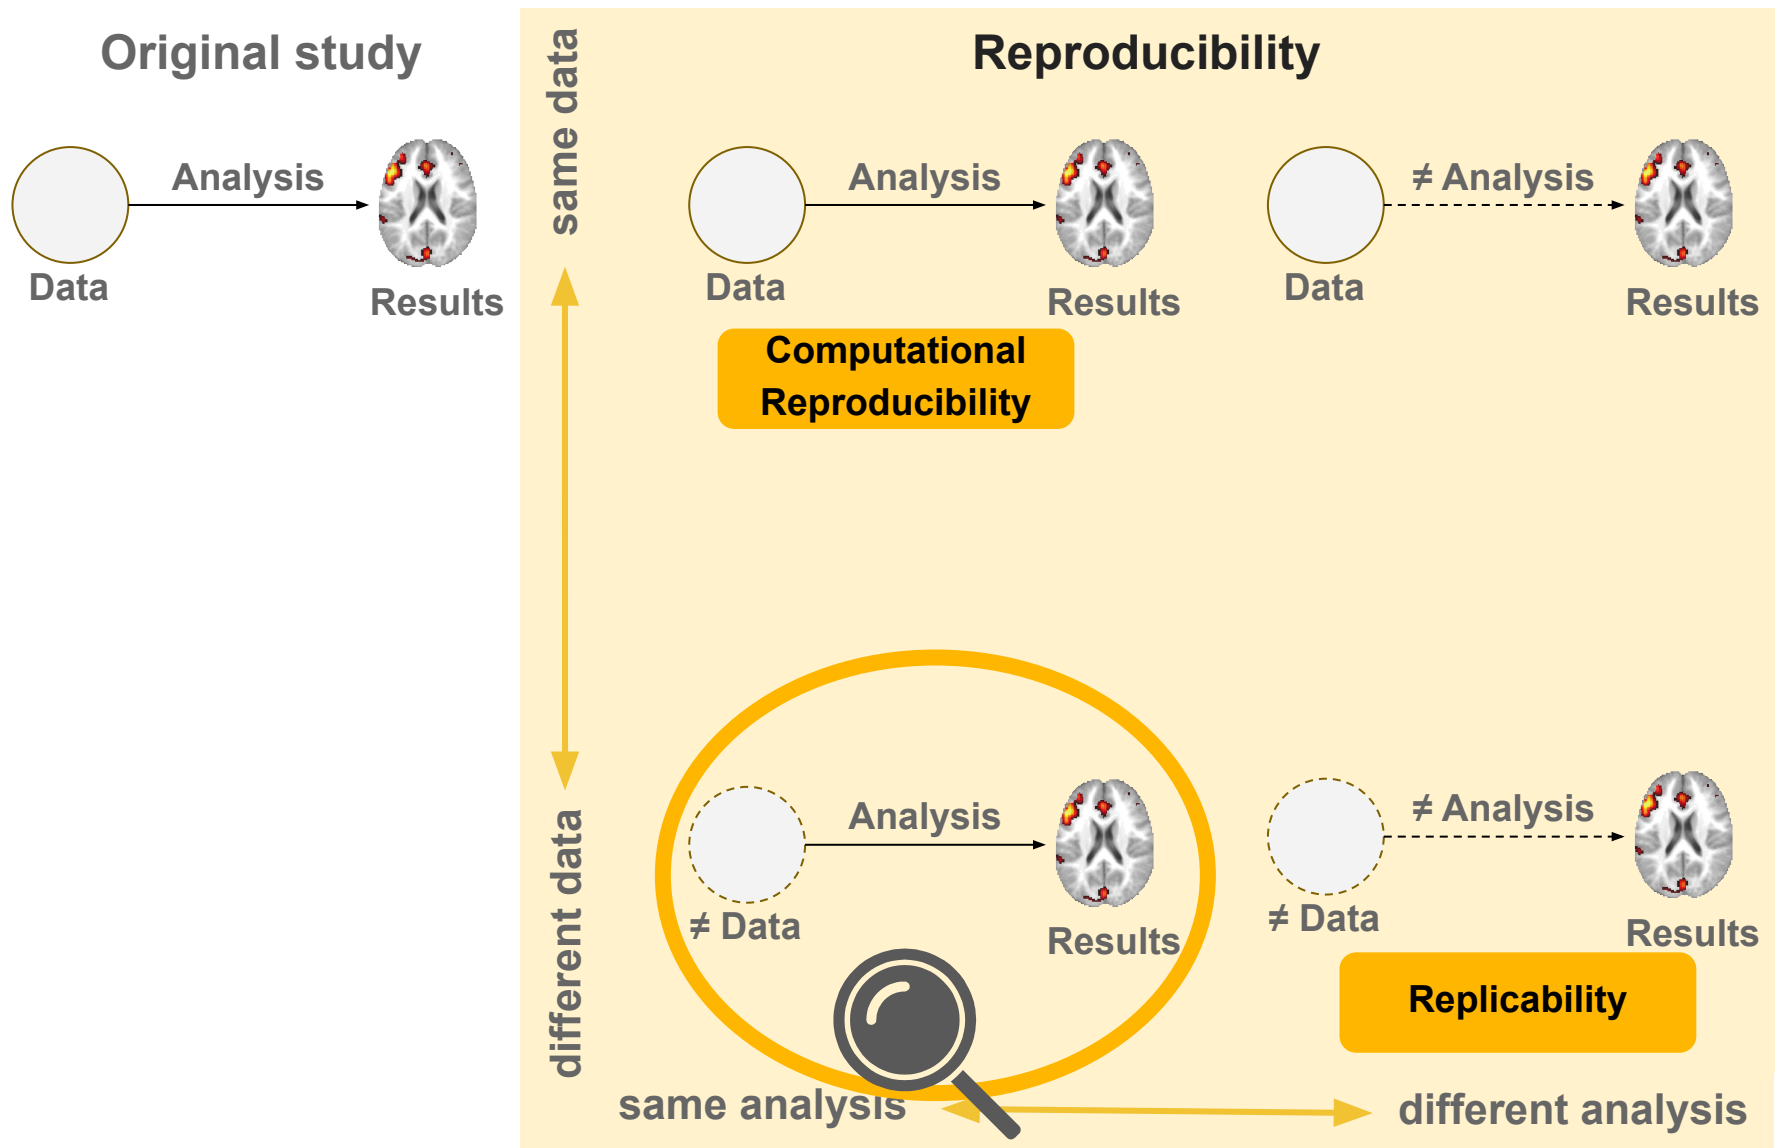 Original study
Reproducibility
same data
Analysis
Data
Results
Analysis
Data
Results
≠ Analysis
Data
Results
Computational
Reproducibility
different data
Analysis
≠ Data
Results
≠ Analysis
≠ Data
Results
Replicability
same analysis
different analysis